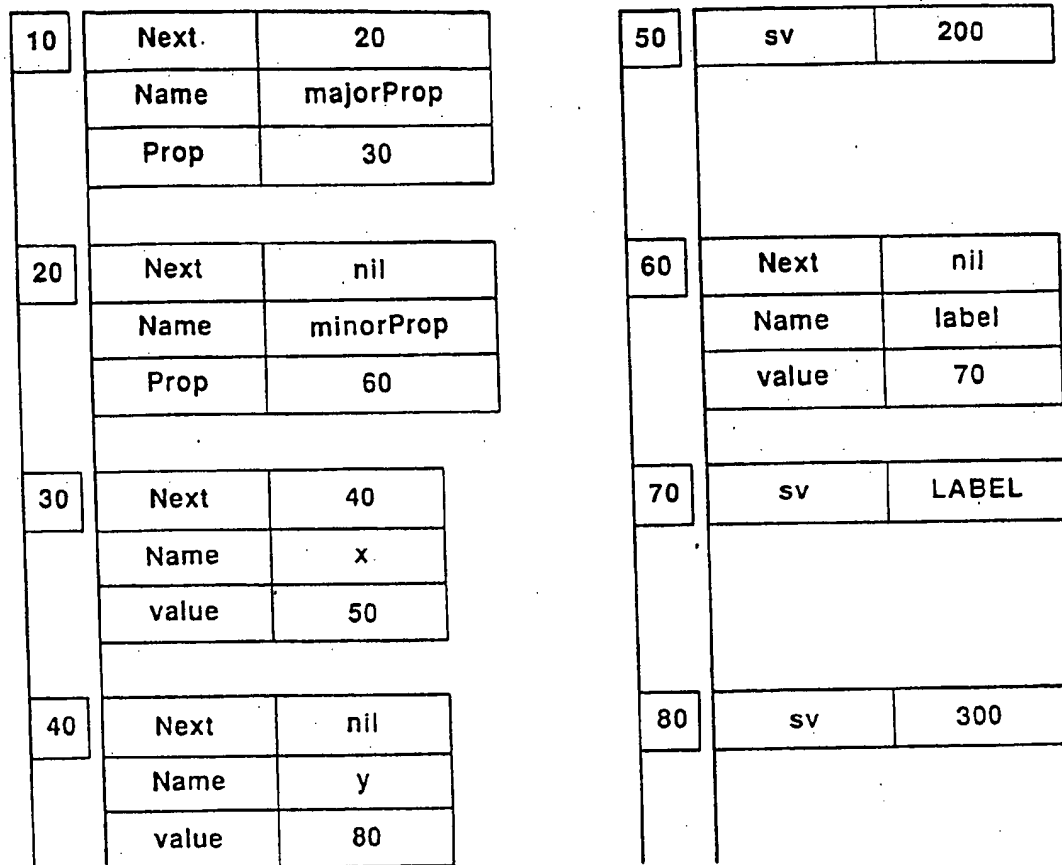 10 Next 20
Name majorProp
Prop 30
20 Next nil
Name minorProp
Prop 60
30 Next 40
Name x
value 50
40 Next nil
Name y
value 80
50 sv 200
60 Next nil
Name label
value 70
70 sv LABEL
80 sv 300